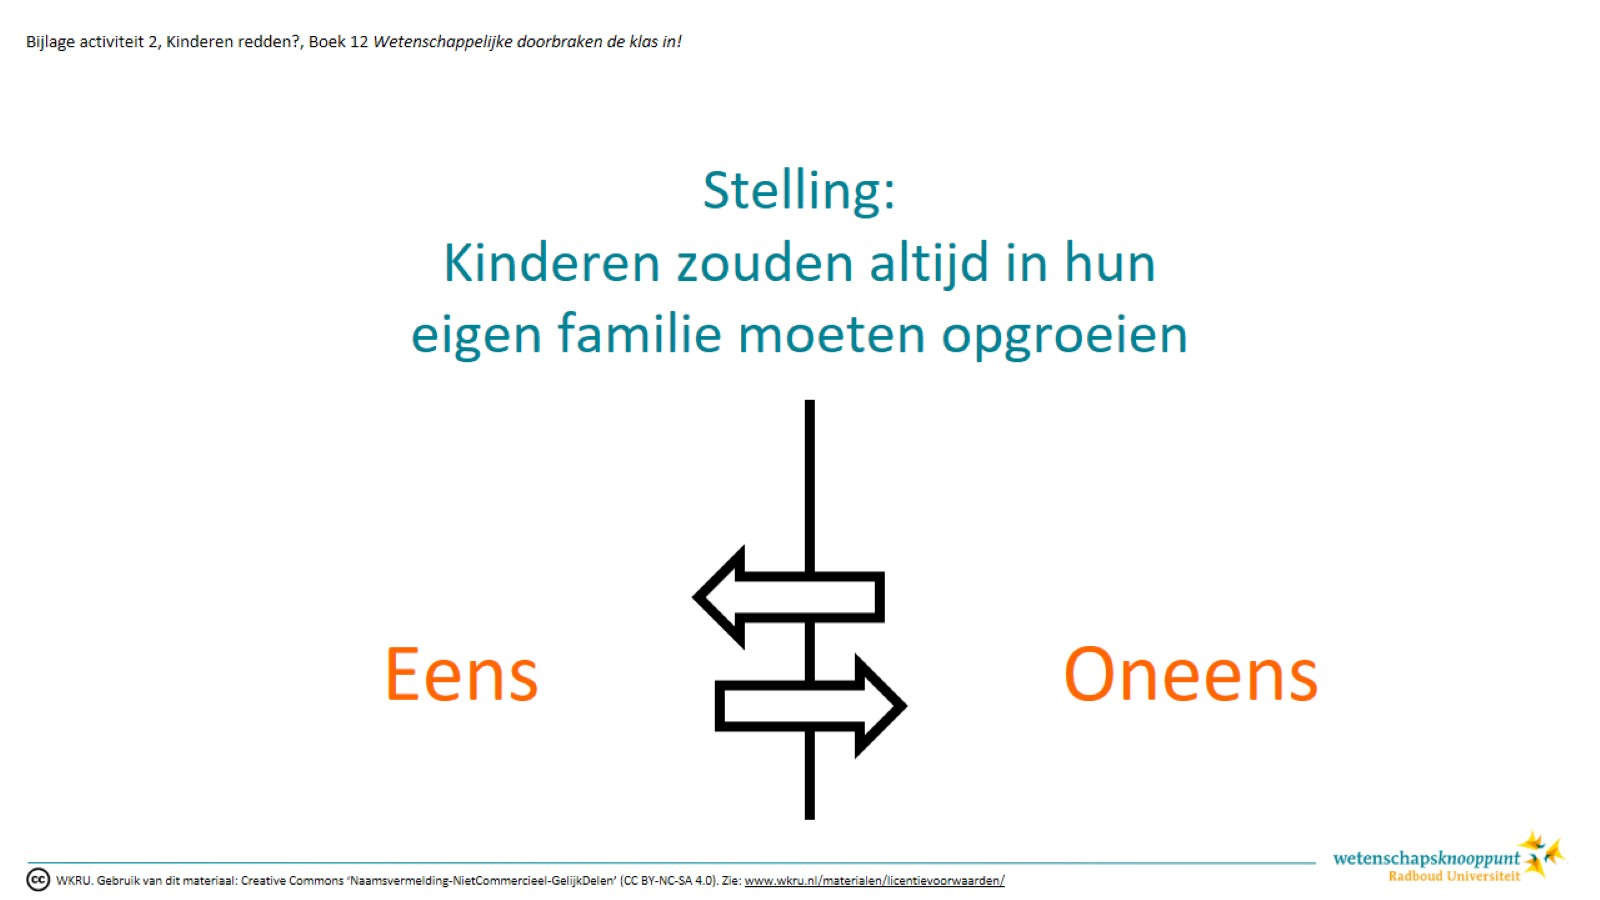 Bijlage activiteit 2, Kinderen redden?, Boek 12 Wetenschappelijke doorbraken de klas in!
Stelling:
Kinderen zouden altijd in hun
eigen familie moeten opgroeien
Eens
Oneens
wetenschapsknooppunt
Radboud Universiteit
cc WKRU. Gebruik van dit materiaal: Creative Commons ‘Naamsvermelding-NietCommercieel-GelijkDelen’ (CC BY-NC-SA 4.0). Zie: www.wkru.nl/materialen/licentievoorwaarden/